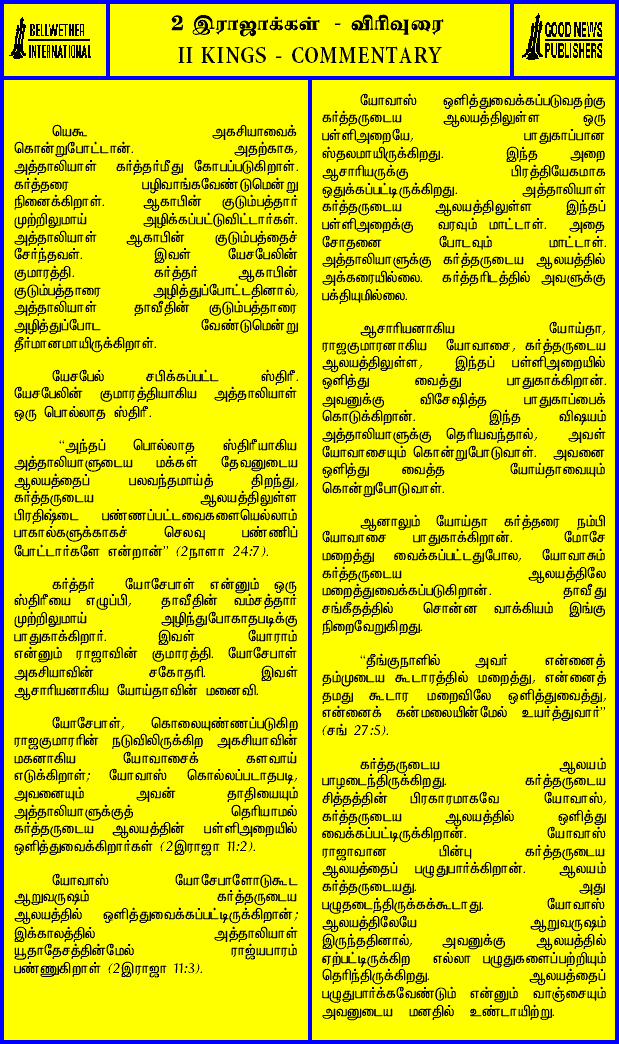 BELLWETHER
INTERNATIONAL
2 இராஜாக்கள் - விரிவுரை
II KINGS - COMMENTARY
GOOD NEWS
PUBLISHERS
யெகூ அகசியாவைக்
கொன்றுபோட்டான். அதற்காக,
அத்தாலியாள் கர்த்தர்மீது கோபப்படுகிறாள்.
கர்த்தரை பழிவாங்கவேண்டுமென்று
நினைக்கிறாள். ஆகாபின் குடும்பத்தார்
முற்றிலுமாய் அழிக்கப்பட்டுவிட்டார்கள்.
அத்தாலியாள் ஆகாபின் குடும்பத்தைச்
சேர்ந்தவள். இவள் யேசபேலின்
குமாரத்தி. கர்த்தர் ஆகாபின்
குடும்பத்தாரை அழித்துப்போட்டதினால்,
அத்தாலியாள் தாவீதின் குடும்பத்தாரை
அழித்துப்போட வேண்டுமென்று
தீர்மானமாயிருக்கிறாள்.
யேசபேல் சபிக்கப்பட்ட ஸ்திரீ.
யேசபேலின் குமாரத்தியாகிய அத்தாலியாள்
ஒரு பொல்லாத ஸ்திரீ.
“அந்தப் பொல்லாத ஸ்திரீயாகிய
அத்தாலியாளுடைய மக்கள் தேவனுடைய
ஆலயத்தைப் பலவந்தமாய்த் திறந்து,
கர்த்தருடைய ஆலயத்திலுள்ள
பிரதிஷ்டை பண்ணப்பட்டவைகளையெல்லாம்
பாகால்களுக்காகச் செலவு பண்ணிப்
போட்டார்களே என்றான்” (2நாளா 24:7).
கர்த்தர் யோசேபாள் என்னும் ஒரு
ஸ்திரீயை எழுப்பி, தாவீதின் வம்சத்தார்
முற்றிலுமாய் அழிந்துபோகாதபடிக்கு
பாதுகாக்கிறார். இவள் யோராம்
என்னும் ராஜாவின் குமாரத்தி. யோசேபாள்
அகசியாவின் சகோதரி. இவள்
ஆசாரியனாகிய யோய்தாவின் மனைவி.
யோசேபாள், கொலையுண்ணப்படுகிற
ராஜகுமாரரின் நடுவிலிருக்கிற அகசியாவின்
மகனாகிய யோவாசைக் களவாய்
எடுக்கிறாள்; யோவாஸ் கொல்லப்படாதபடி,
அவனையும் அவன் தாதியையும்
அத்தாலியாளுக்குத் தெரியாமல்
கர்த்தருடைய ஆலயத்தின் பள்ளிஅறையில்
ஒளித்துவைக்கிறார்கள் (2இராஜா 11:2).
யோவாஸ் யோசேபாளோடுகூட
ஆறுவருஷம் கர்த்தருடைய
ஆலயத்தில் ஒளித்துவைக்கப்பட்டிருக்கிறான்;
இக்காலத்தில் அத்தாலியாள்
யூதாதேசத்தின்மேல் ராஜ்யபாரம்
பண்ணுகிறாள் (2இராஜா 11:3).
யோவாஸ் ஒளித்துவைக்கப்படுவதற்கு
கர்த்தருடைய ஆலயத்திலுள்ள ஒரு
பள்ளிஅறையே, பாதுகாப்பான
ஸ்தலமாயிருக்கிறது. இந்த அறை
ஆசாரியருக்கு பிரத்தியேகமாக
ஒதுக்கப்பட்டிருக்கிறது. அத்தாலியாள்
கர்த்தருடைய ஆலயத்திலுள்ள இந்தப்
பள்ளிஅறைக்கு வரவும் மாட்டாள். அதை
சோதனை போடவும் மாட்டாள்.
அத்தாலியாளுக்கு கர்த்தருடைய ஆலயத்தில்
அக்கரையில்லை. கர்த்தரிடத்தில் அவளுக்கு
பக்தியுமில்லை.
ஆசாரியனாகிய யோய்தா,
ராஜகுமாரனாகிய யோவாசை, கர்த்தருடைய
ஆலயத்திலுள்ள, இந்தப் பள்ளிஅறையில்
ஒளித்து வைத்து பாதுகாக்கிறான்.
அவனுக்கு விசேஷித்த பாதுகாப்பைக்
கொடுக்கிறான். இந்த விஷயம்
அத்தாலியாளுக்கு தெரியவந்தால், அவள்
யோவாசையும் கொன்றுபோடுவாள். அவனை
ஒளித்து வைத்த யோய்தாவையும்
கொன்றுபோடுவாள்.
ஆனாலும் யோய்தா கர்த்தரை நம்பி
யோவாசை பாதுகாக்கிறான். மோசே
மறைத்து வைக்கப்பட்டதுபோல, யோவாசும்
கர்த்தருடைய ஆலயத்திலே
மறைத்துவைக்கப்படுகிறான். தாவீது
சங்கீதத்தில் சொன்ன வாக்கியம் இங்கு
நிறைவேறுகிறது.
“தீங்குநாளில் அவர் என்னைத்
தம்முடைய கூடாரத்தில் மறைத்து, என்னைத்
தமது கூடார மறைவிலே ஒளித்துவைத்து,
என்னைக் கன்மலையின்மேல் உயர்த்துவார்”
(சங் 27:5).
கர்த்தருடைய ஆலயம்
பாழடைந்திருக்கிறது. கர்த்தருடைய
சித்தத்தின் பிரகாரமாகவே யோவாஸ்,
கர்த்தருடைய ஆலயத்தில் ஒளித்து
வைக்கப்பட்டிருக்கிறான். யோவாஸ்
ராஜாவான பின்பு கர்த்தருடைய
ஆலயத்தைப் பழுதுபார்க்கிறான். ஆலயம்
கர்த்தருடையது. அது
பழுதடைந்திருக்கக்கூடாது. யோவாஸ்
ஆலயத்திலேயே ஆறுவருஷம்
இருந்ததினால், அவனுக்கு ஆலயத்தில்
ஏற்பட்டிருக்கிற எல்லா பழுதுகளைப்பற்றியும்
தெரிந்திருக்கிறது. ஆலயத்தைப்
பழுதுபார்க்கவேண்டும் என்னும் வாஞ்சையும்
அவனுடைய மனதில் உண்டாயிற்று.